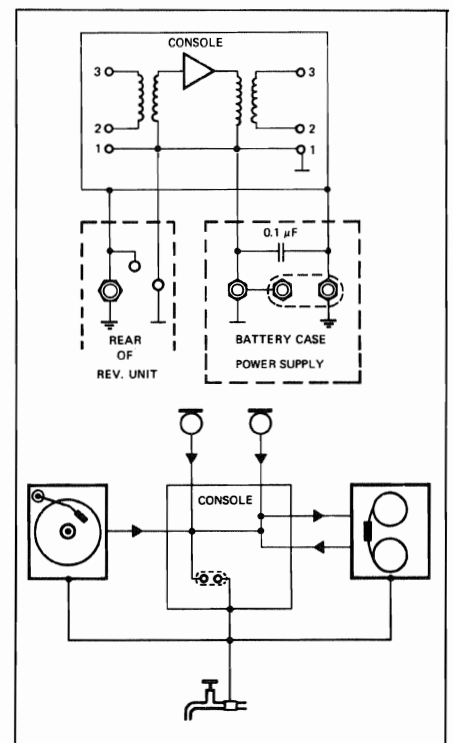 CONSOLE
3 3
2 2
1 1
0.1 µF
REAR
OF
REV. UNIT
BATTERY CASE
POWER SUPPLY
CONSOLE